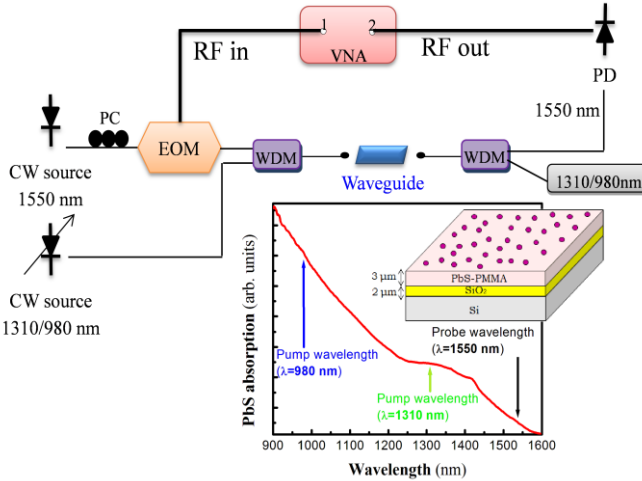 1
2
VNA
RF in
RF out
PD
PC
1550 nm
EOM
WDM
WDM
Waveguide
1310/980nm
CW source
1550 nm
CW source
1310/980 nm
3 µm
PbS-PMMA
2 µm
SiO₂
Si
Probe wavelength
(λ=1550 nm)
Pump wavelength
(λ=980 nm)
Pump wavelength
(λ=1310 nm)
PbS absorption (arb. units)
900 1000 1100 1200 1300 1400 1500 1600
Wavelength (nm)